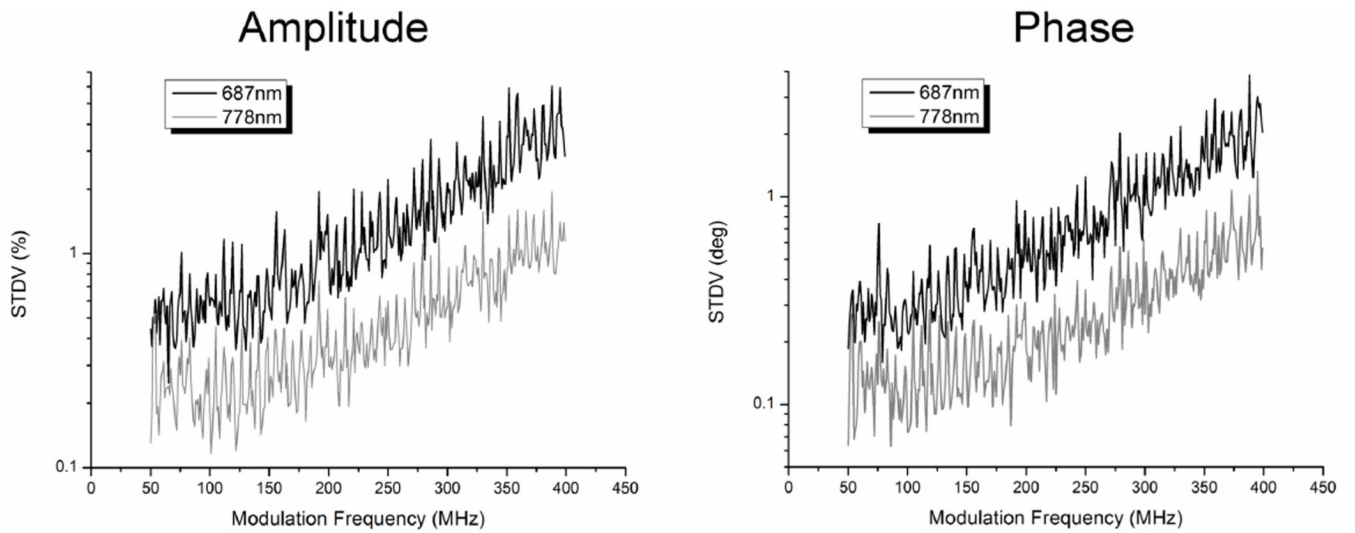 Amplitude
687nm
778nm
STDV (%)
1
0.1
0 50 100 150 200 250 300 350 400 450
Modulation Frequency (MHz)
Phase
687nm
778nm
STDV (deg)
1
0.1
0 50 100 150 200 250 300 350 400 450
Modulation Frequency (MHz)